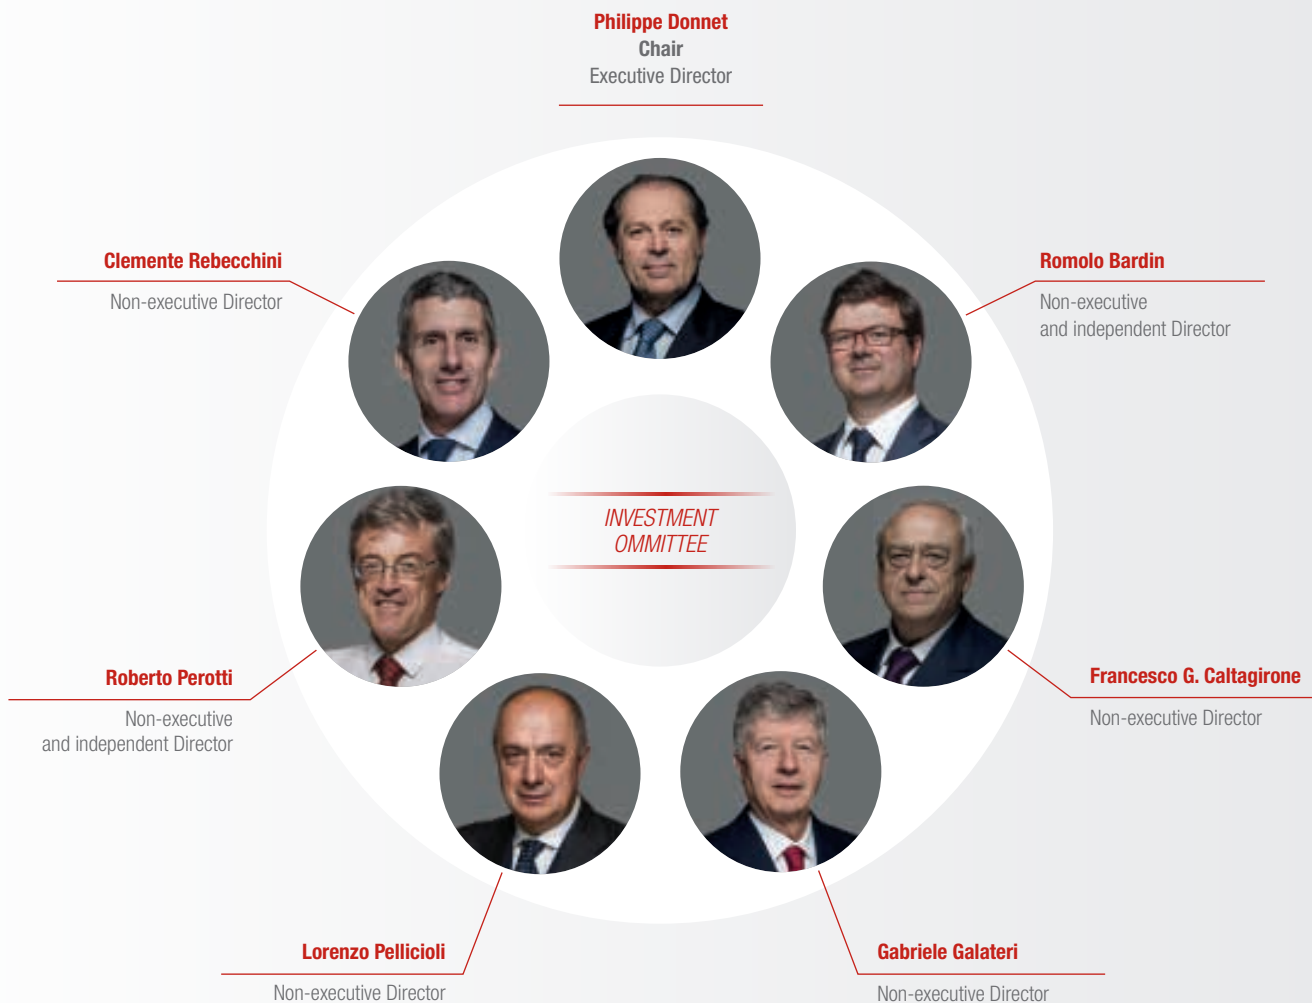 Philippe Donnet
Chair
Executive Director
Clemente Rebecchini
Non-executive Director
Romolo Bardin
Non-executive
and independent Director
INVESTMENT
OMMITTEE
Roberto Perotti
Non-executive
and independent Director
Francesco G. Caltagirone
Non-executive Director
Lorenzo Pellicioli
Non-executive Director
Gabriele Galateri
Non-executive Director